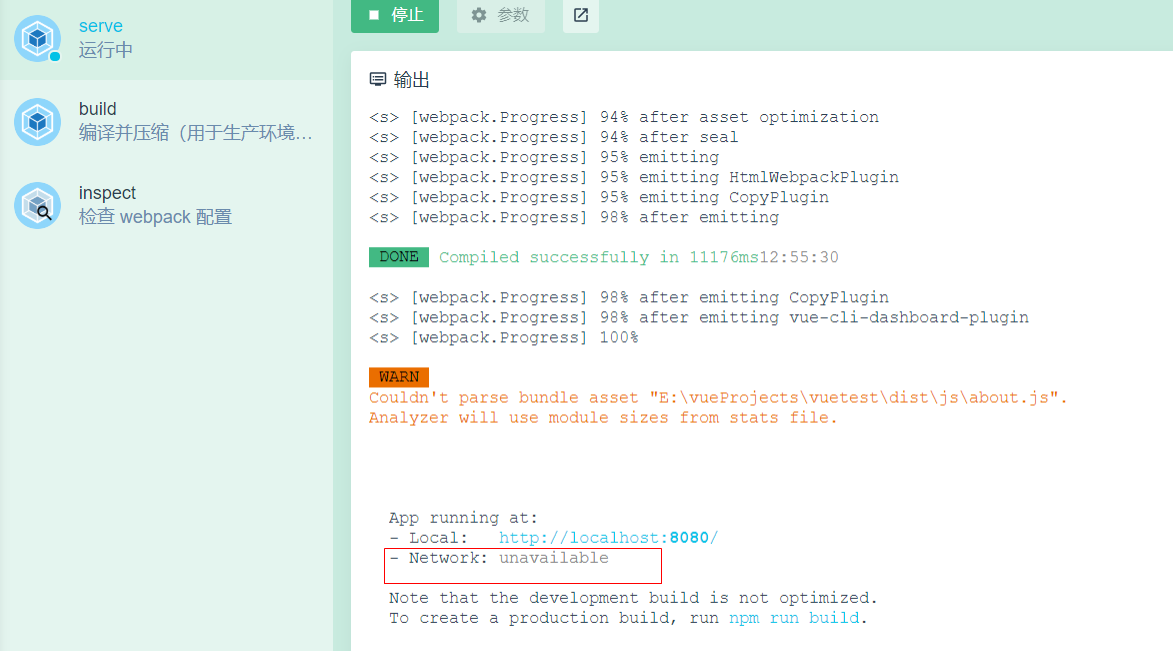 serve
运行中
build
编译并压缩（用于生产环境…
inspect
检查 webpack 配置
停止
参数
输出
<s> [webpack.Progress] 94% after asset optimization
<s> [webpack.Progress] 94% after seal
<s> [webpack.Progress] 95% emitting
<s> [webpack.Progress] 95% emitting HtmlWebpackPlugin
<s> [webpack.Progress] 95% emitting CopyPlugin
<s> [webpack.Progress] 98% after emitting
DONE Compiled successfully in 11176ms12:55:30
<s> [webpack.Progress] 98% after emitting CopyPlugin
<s> [webpack.Progress] 98% after emitting vue-cli-dashboard-plugin
<s> [webpack.Progress] 100%
WARN
Couldn't parse bundle asset "E:\vueProjects\vuetest\dist\js\about.js".
Analyzer will use module sizes from stats file.
App running at:
- Local: http://localhost:8080/
- Network: unavailable
Note that the development build is not optimized.
To create a production build, run npm run build.